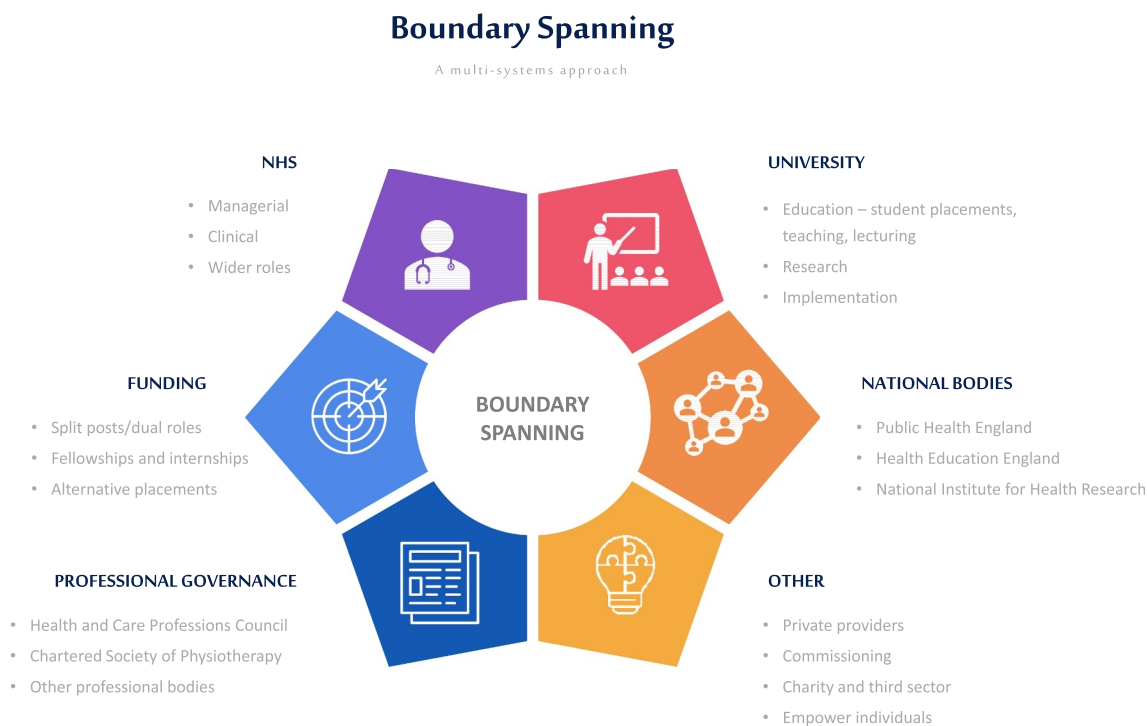 Boundary Spanning
A multi-systems approach
NHS
• Managerial
• Clinical
• Wider roles
UNIVERSITY
• Education – student placements,
teaching, lecturing
• Research
• Implementation
FUNDING
• Split posts/dual roles
• Fellowships and internships
• Alternative placements
BOUNDARY
SPANNING
NATIONAL BODIES
• Public Health England
• Health Education England
• National Institute for Health Research
PROFESSIONAL GOVERNANCE
• Health and Care Professions Council
• Chartered Society of Physiotherapy
• Other professional bodies
OTHER
• Private providers
• Commissioning
• Charity and third sector
• Empower individuals